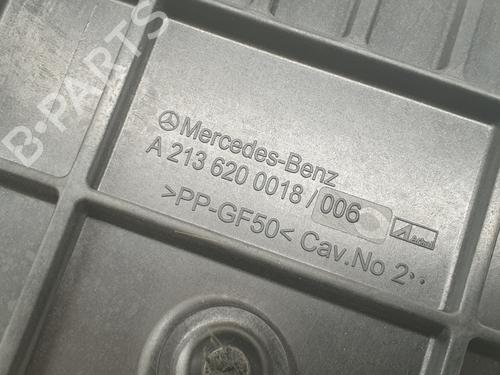 B-PARTS
Mercedes-Benz
A 213 620 0018 / 006
>PP-GF50< Cav.No 2